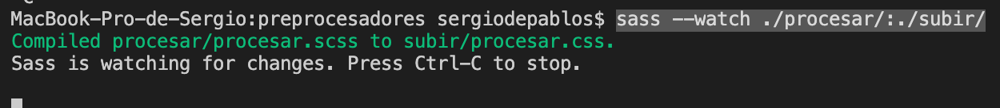 MacBook-Pro-de-Sergio:preprocesadores sergiodepablos$ sass --watch ./procesar/:./subir/
Compiled procesar/procesar.scss to subir/procesar.css.
Sass is watching for changes. Press Ctrl-C to stop.